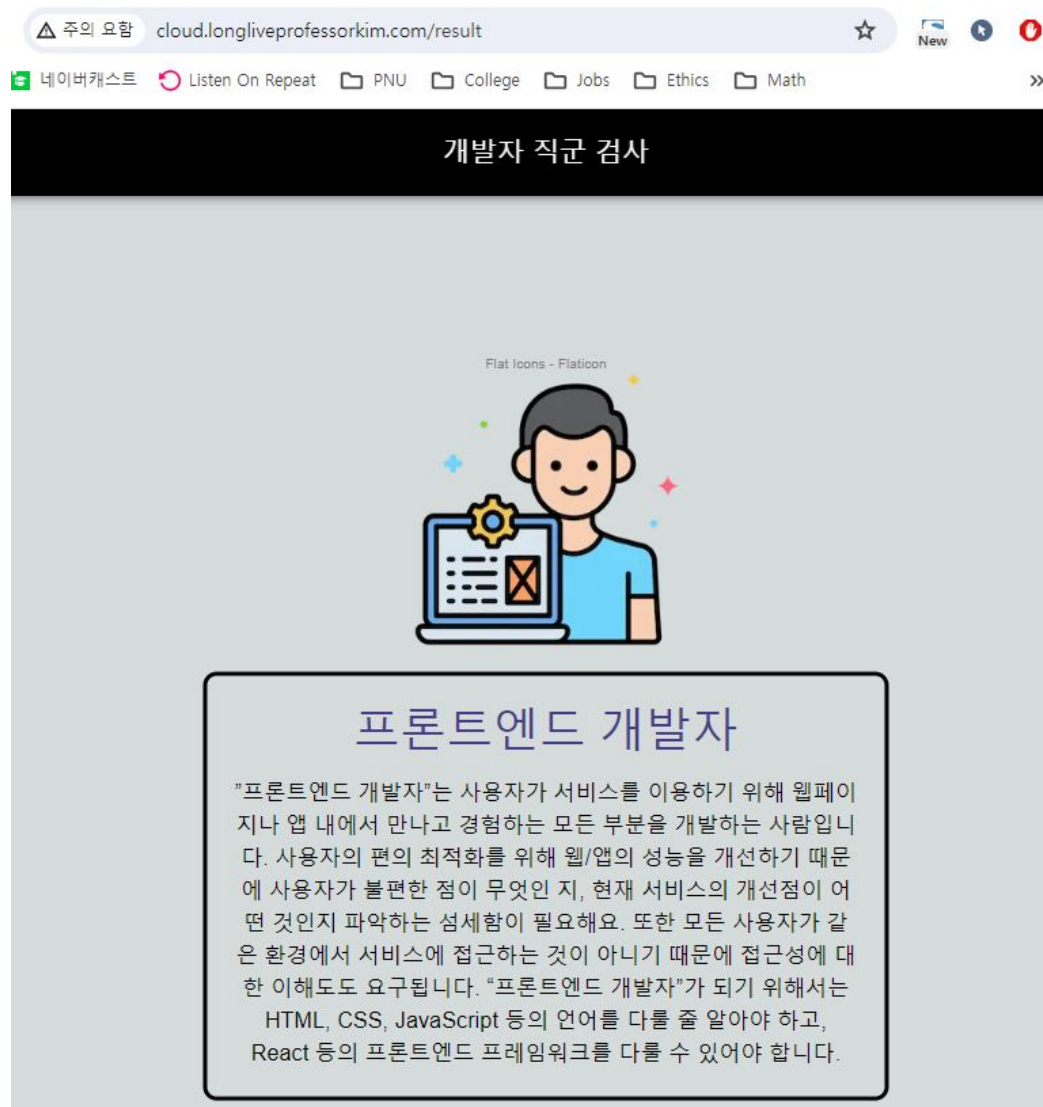 주의 요함 cloud.longliveprofessorkim.com/result
New
네이버캐스트 Listen On Repeat PNU College Jobs Ethics Math »
개발자 직군 검사
Flat Icons - Flaticon
프론트엔드 개발자
”프론트엔드 개발자”는 사용자가 서비스를 이용하기 위해 웹페이
지나 앱 내에서 만나고 경험하는 모든 부분을 개발하는 사람입니
다. 사용자의 편의 최적화를 위해 웹/앱의 성능을 개선하기 때문
에 사용자가 불편한 점이 무엇인 지, 현재 서비스의 개선점이 어
떤 것인지 파악하는 섬세함이 필요해요. 또한 모든 사용자가 같
은 환경에서 서비스에 접근하는 것이 아니기 때문에 접근성에 대
한 이해도도 요구됩니다. “프론트엔드 개발자”가 되기 위해서는
HTML, CSS, JavaScript 등의 언어를 다룰 줄 알아야 하고,
React 등의 프론트엔드 프레임워크를 다룰 수 있어야 합니다.